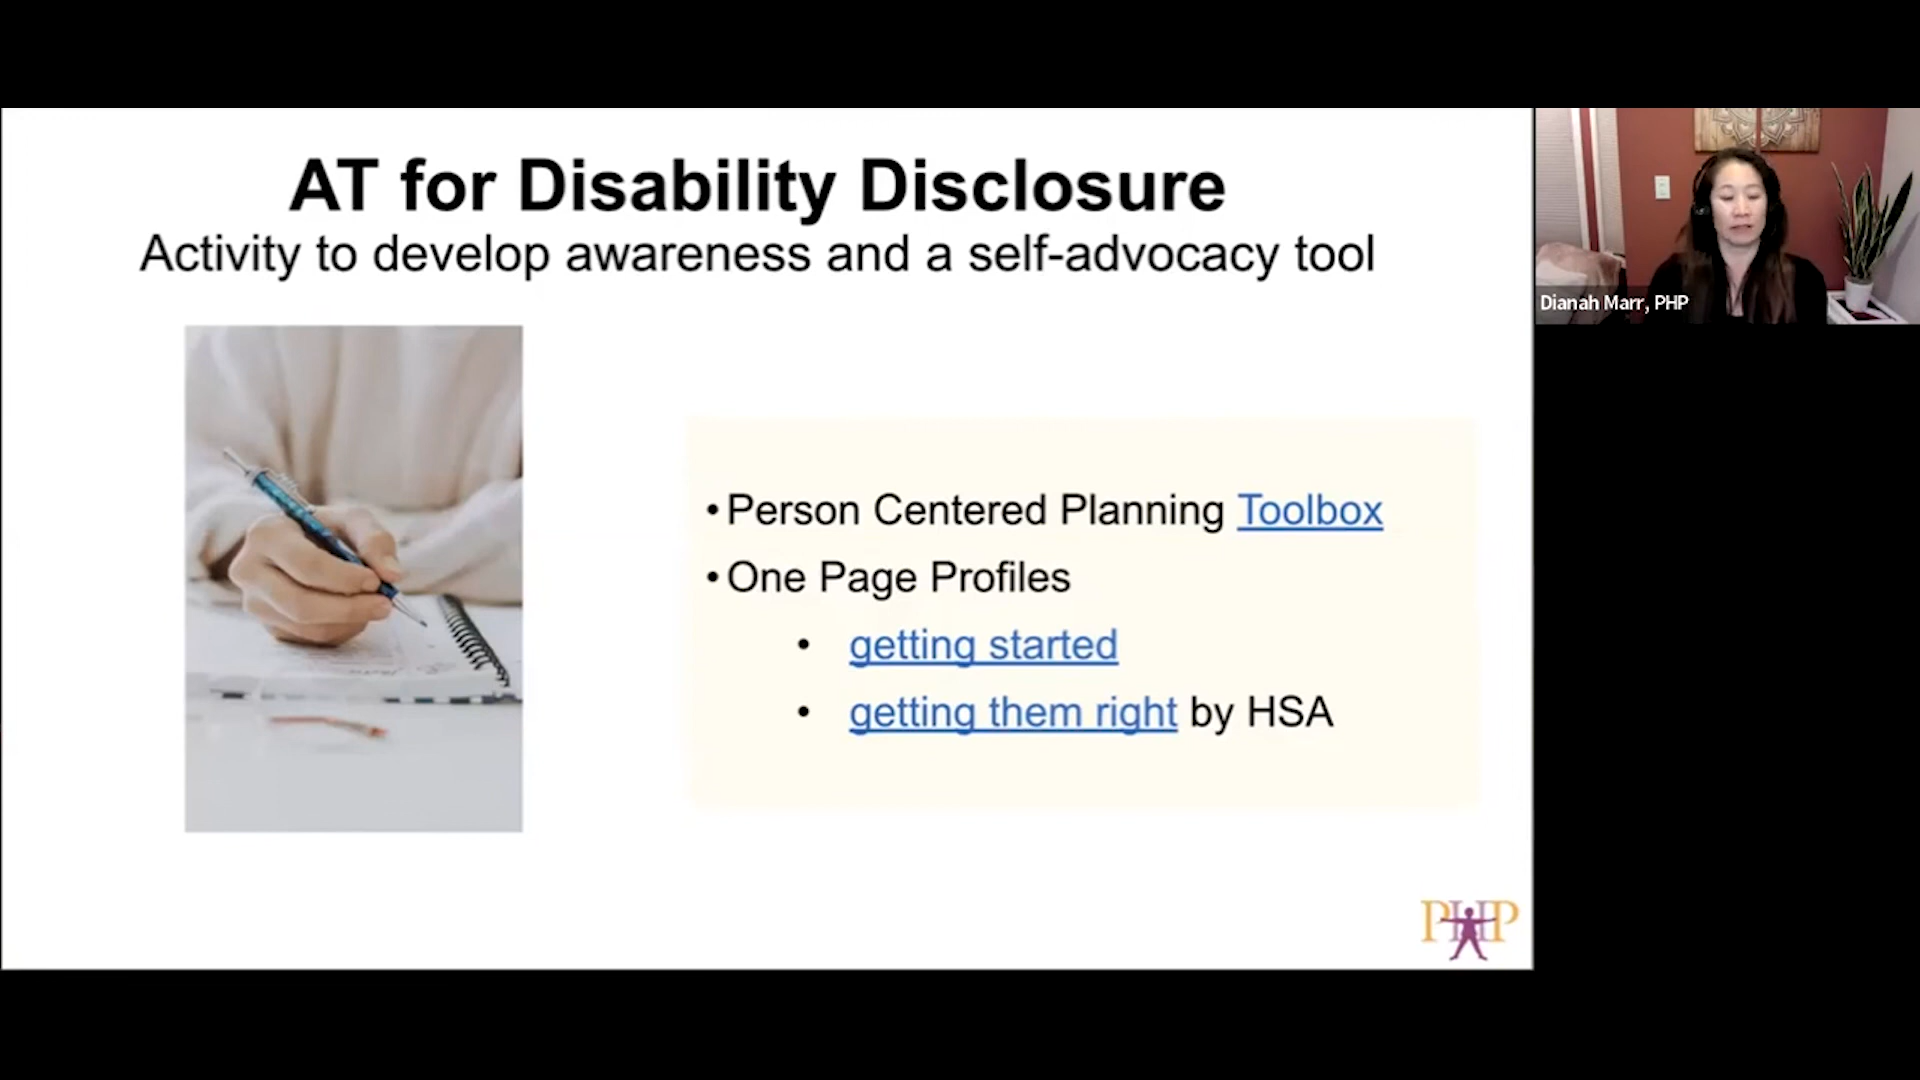 AT for Disability Disclosure
Activity to develop awareness and a self-advocacy tool
• Person Centered Planning Toolbox
• One Page Profiles
• getting started
• getting them right by HSA
PHP
Dianah Marr, PHP